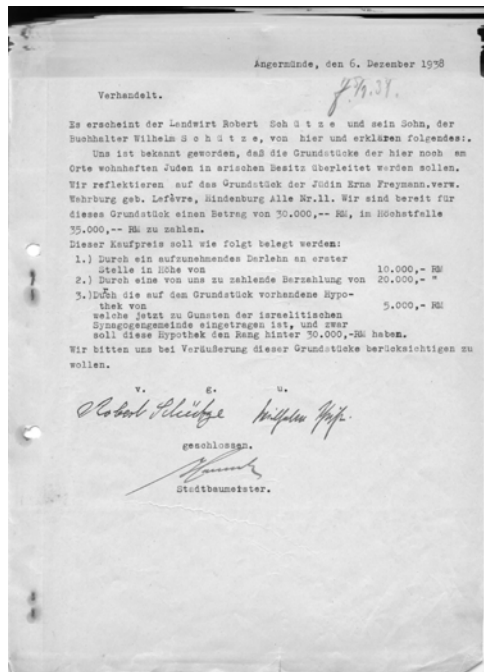 Angermünde, den 6. Dezember 1938
Verhandelt.
Es erscheint der Landwirt Robert Sch ü t z e und sein Sohn, der
Buchhalter Wilhelm S c h ü t z e, von hier und erklären folgendes:.
Uns ist bekannt geworden, daß die Grundstücke der hier noch am
Orte wohnhaften Juden in arischen Besitz überleitet werden sollen.
Wir reflektieren auf das Grundstück der Jüdin Erna Freymann.verw.
Wahrburg geb. Lefévre, Hindenburg Alle Nr.11. Wir sind bereit für
dieses Grundstück einen Betrag von 30.000,-- RM, im Höchstfalle
35.000,-- RM zu zahlen.
Dieser Kaufpreis soll wie folgt belegt werden:
1.) Durch ein aufzunehmendes Darlehn an erster
Stelle in Höhe von 10.000,- RM
2.) Durch eine von uns zu zahlende Barzahlung von 20.000,- "
3.)Duch die auf dem Grundstück vorhandene Hypo-
thek von 5.000,- RM
welche jetzt zu Gunsten der israelitischen
Synagogengemeinde eingetragen ist, und zwar
soll diese Hypothek den Rang hinter 30.000,-RM haben.
Wir bitten uns bei Veräußerung dieser Grundstücke berücksichtigen zu
wollen.
v. g. u.
Robert Schütze Wilhelm
geschlossen.
Stadtbaumeister.